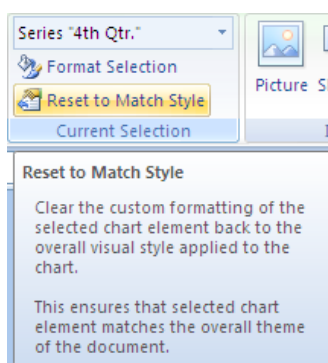 Series "4th Qtr."
Format Selection
Reset to Match Style
Current Selection
Picture
Reset to Match Style
Clear the custom formatting of the
selected chart element back to the
overall visual style applied to the
chart.
This ensures that selected chart
element matches the overall theme
of the document.